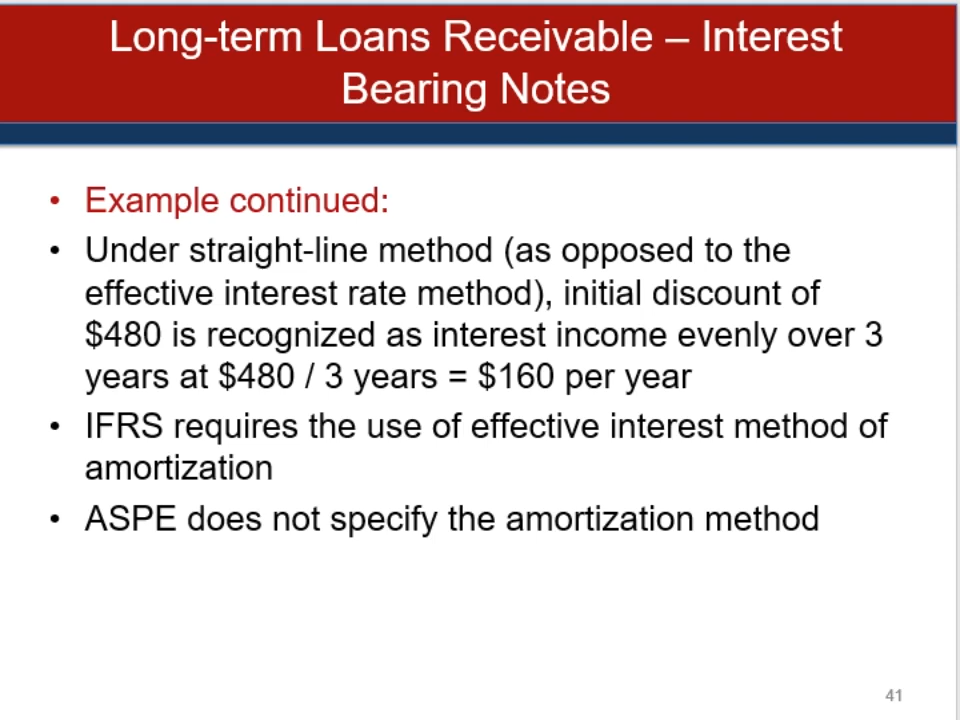 Long-term Loans Receivable – Interest
Bearing Notes
• Example continued:
• Under straight-line method (as opposed to the
effective interest rate method), initial discount of
$480 is recognized as interest income evenly over 3
years at $480 / 3 years = $160 per year
• IFRS requires the use of effective interest method of
amortization
• ASPE does not specify the amortization method
41